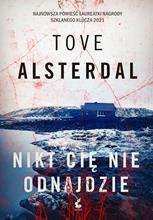 NAJNOWSZA POWIEŚĆ LAUREATKI NAGRODY
SZKLANEGO KLUCZA 2021
TOVE
ALSTERDAL
NIKT CIĘ NIE
ODNAJDZIE